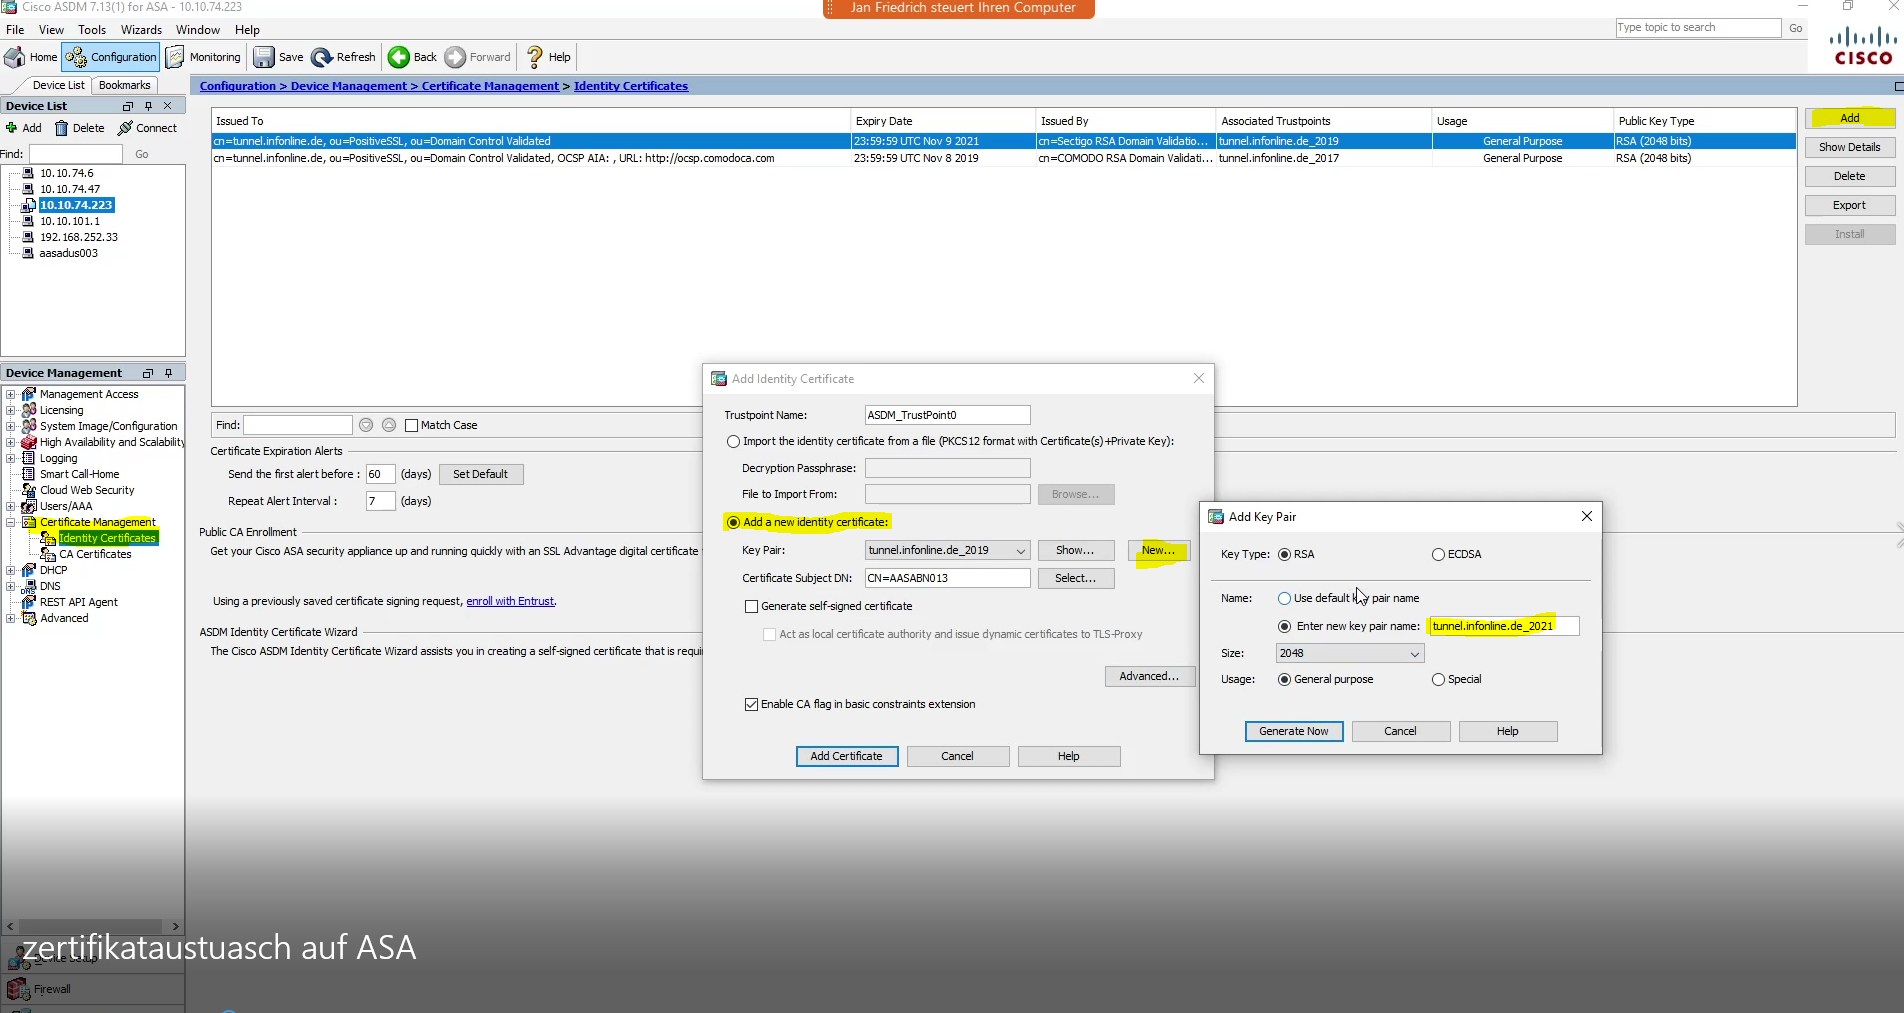 Cisco ASDM 7.13(1) for ASA - 10.10.74.223
Jan Friedrich steuert Ihren Computer
File View Tools Wizards Window Help
Type topic to search Go
Home Configuration Monitoring Save Refresh Back Forward Help
CISCO
Device List Bookmarks
Configuration > Device Management > Certificate Management > Identity Certificates
Device List
Add Delete Connect
Find: Go
10.10.74.6
10.10.74.47
10.10.74.223
10.10.101.1
192.168.252.33
aasadus003
Issued To Expiry Date Issued By Associated Trustpoints Usage Public Key Type
cn=tunnel.infonline.de, ou=PositiveSSL, ou=Domain Control Validated 23:59:59 UTC Nov 9 2021 cn=Sectigo RSA Domain Validatio... tunnel.infonline.de_2019 General Purpose RSA (2048 bits)
cn=tunnel.infonline.de, ou=PositiveSSL, ou=Domain Control Validated, OCSP AIA: , URL: http://ocsp.comodoca.com 23:59:59 UTC Nov 8 2019 cn=COMODO RSA Domain Validati... tunnel.infonline.de_2017 General Purpose RSA (2048 bits)
Add
Show Details
Delete
Export
Install
Device Management
Management Access
Licensing
System Image/Configuration
High Availability and Scalability
Logging
Smart Call-Home
Cloud Web Security
Users/AAA
Certificate Management
Identity Certificates
CA Certificates
DHCP
DNS
REST API Agent
Advanced
Find: Match Case
Certificate Expiration Alerts
Send the first alert before : 60 (days) Set Default
Repeat Alert Interval : 7 (days)
Public CA Enrollment
Get your Cisco ASA security appliance up and running quickly with an SSL Advantage digital certificate
Using a previously saved certificate signing request, enroll with Entrust.
ASDM Identity Certificate Wizard
The Cisco ASDM Identity Certificate Wizard assists you in creating a self-signed certificate that is requi
Add Identity Certificate
Trustpoint Name: ASDM_TrustPoint0
Import the identity certificate from a file (PKCS12 format with Certificate(s)+Private Key):
Decryption Passphrase:
File to Import From: Browse...
Add a new identity certificate:
Key Pair: tunnel.infonline.de_2019 Show... New...
Certificate Subject DN: CN=AASABN013 Select...
Generate self-signed certificate
Act as local certificate authority and issue dynamic certificates to TLS-Proxy
Advanced...
Enable CA flag in basic constraints extension
Add Certificate Cancel Help
Add Key Pair
Key Type: RSA ECDSA
Name: Use default key pair name
Enter new key pair name: tunnel.infonline.de_2021
Size: 2048
Usage: General purpose Special
Generate Now Cancel Help
zertifikataustuasch auf ASA
Device Setup
Firewall